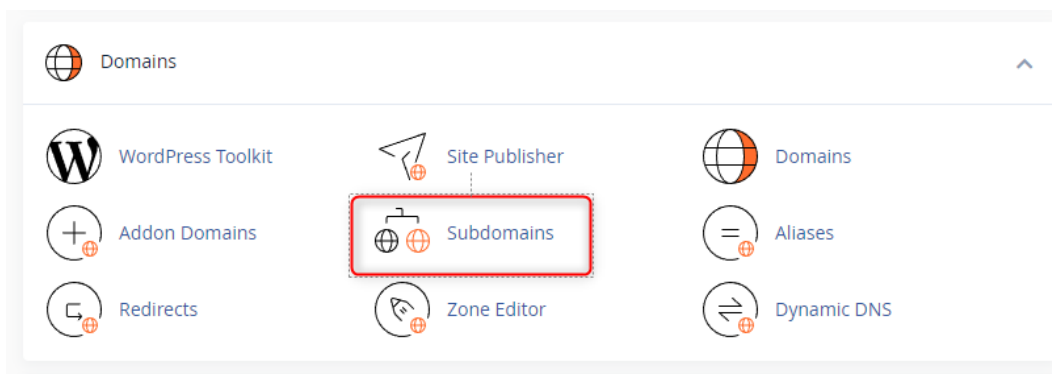 Domains
WordPress Toolkit
Site Publisher
Domains
Addon Domains
Subdomains
Aliases
Redirects
Zone Editor
Dynamic DNS